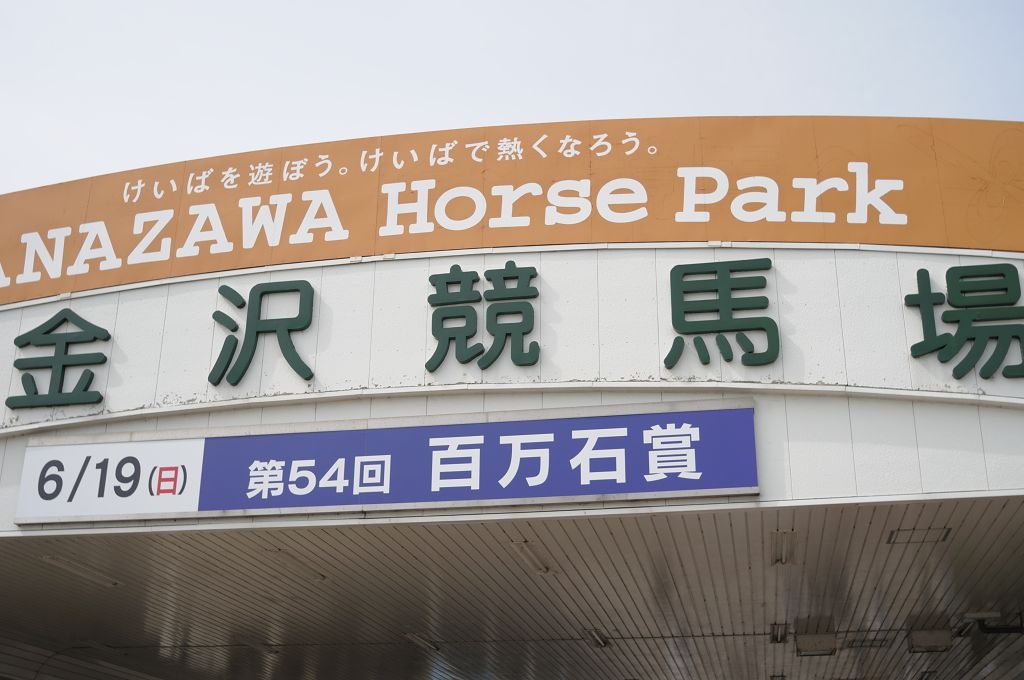 けいばを遊ぼう。けいばで熱くなろう。
ANAZAWA Horse Park
金沢競馬場
6/19(日) 第54回 百万石賞